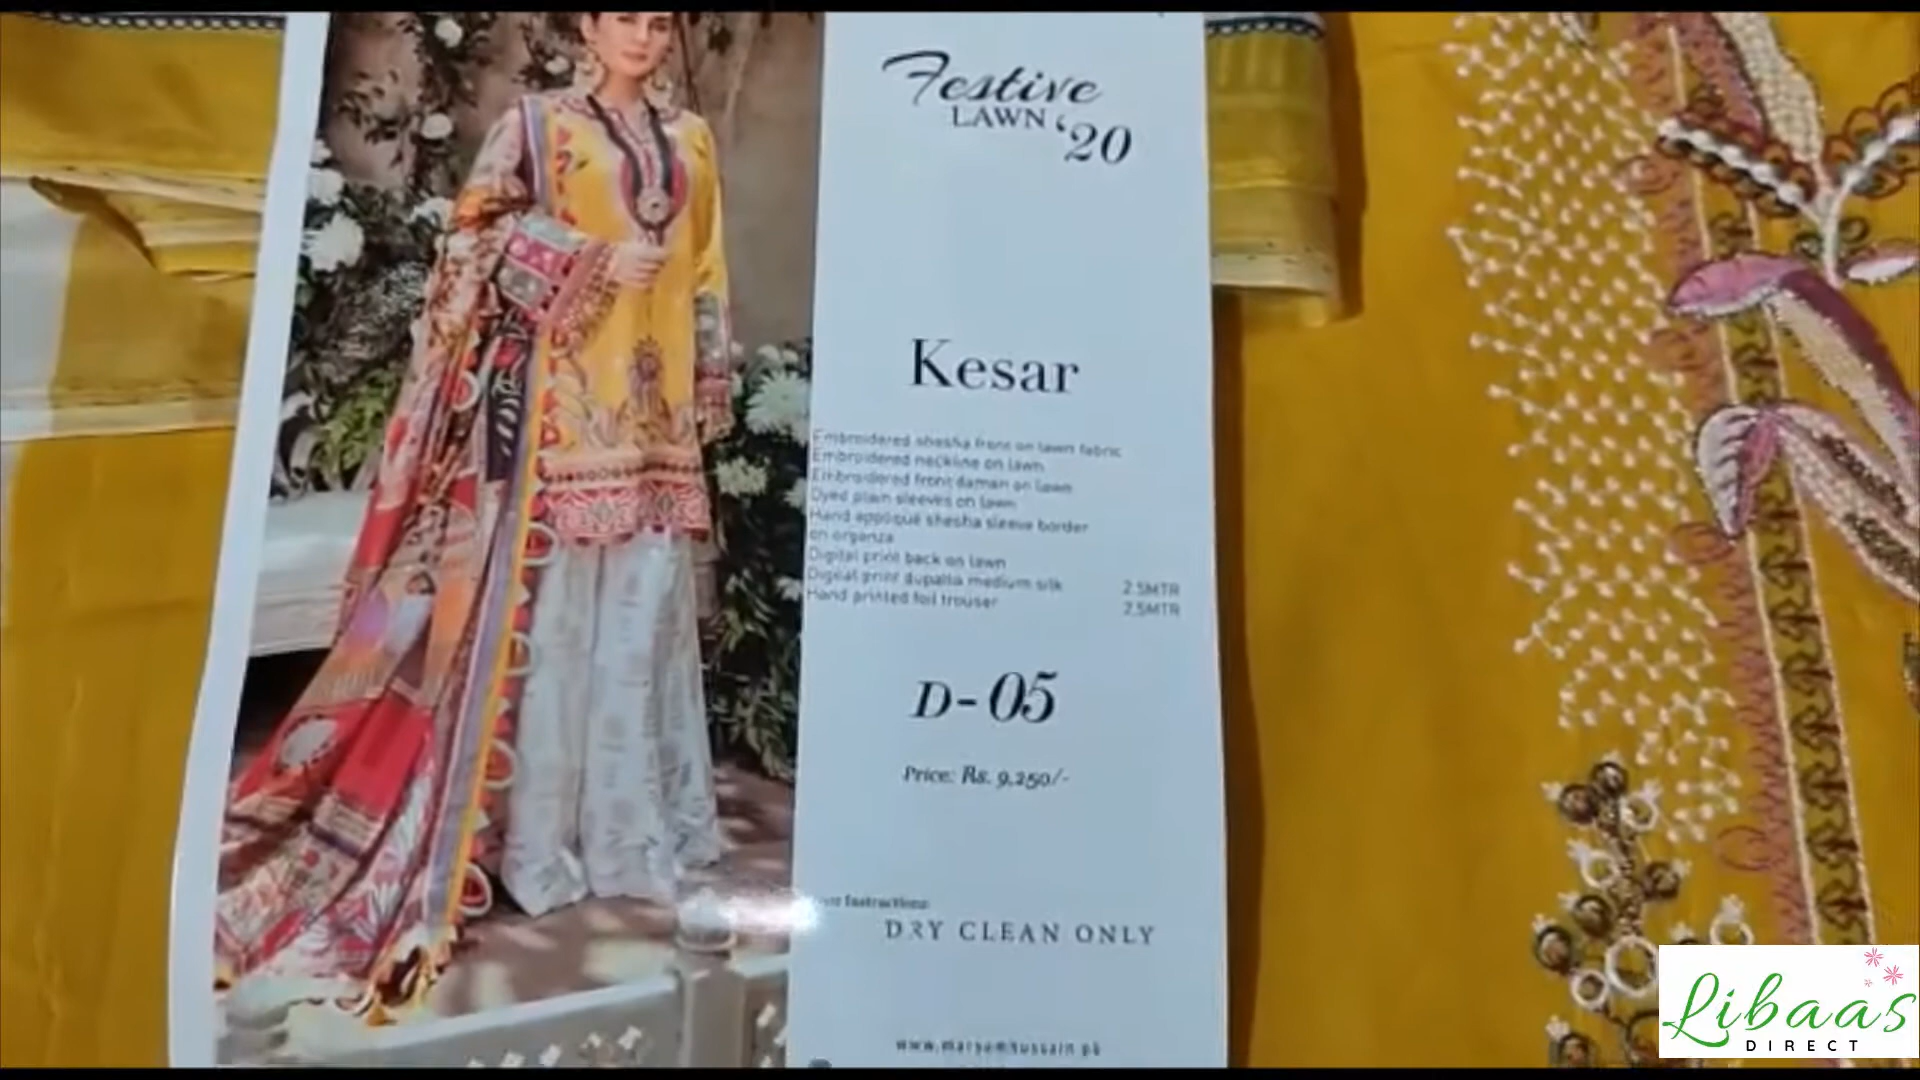 Festive
LAWN '20
Kesar
Embroidered shesha front on lawn fabric
Embroidered neckline on lawn
Embroidered front daman on lawn
Dyed plain sleeves on lawn
Hand appliqué shesha sleeve border
on organza
Digital print back on lawn
Digital print dupatta medium silk 2.5MTR
Hand printed foil trouser 2.5MTR
D-05
Price: Rs. 9,250/-
Instructions:
DRY CLEAN ONLY
www.maryumhussain.pk
Libaas
DIRECT